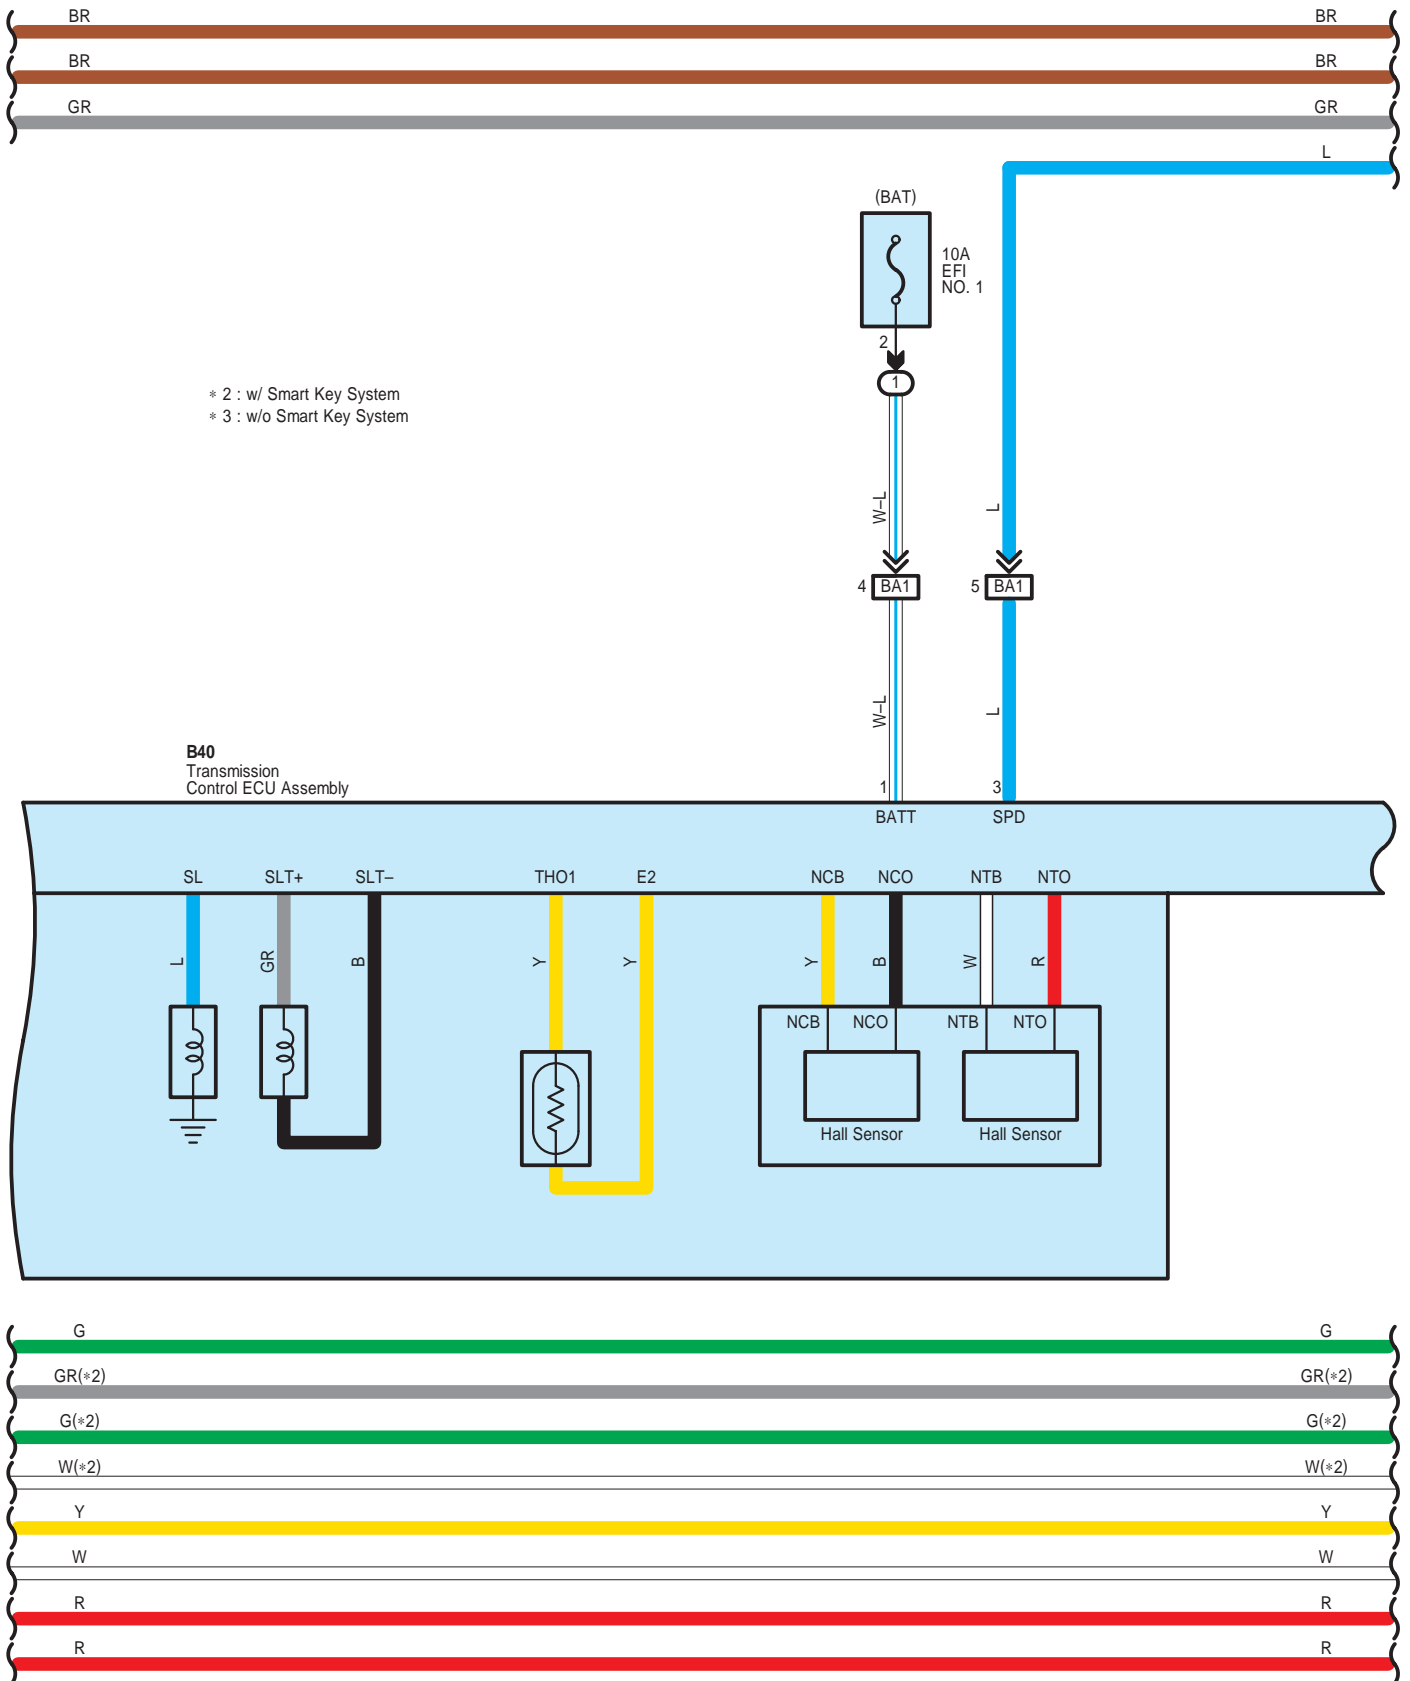 BR BR
BR BR
GR GR
L
(BAT)
10A
EFI
NO. 1
2
1
∗ 2 : w/ Smart Key System
∗ 3 : w/o Smart Key System
W–L L
4 BA1 5 BA1
W–L L
B40
Transmission
Control ECU Assembly
1 3
BATT SPD
SL SLT+ SLT– THO1 E2 NCB NCO NTB NTO
L GR B Y Y Y B W R
NCB NCO NTB NTO
Hall Sensor Hall Sensor
G G
GR(∗2) GR(∗2)
G(∗2) G(∗2)
W(∗2) W(∗2)
Y Y
W W
R R
R R